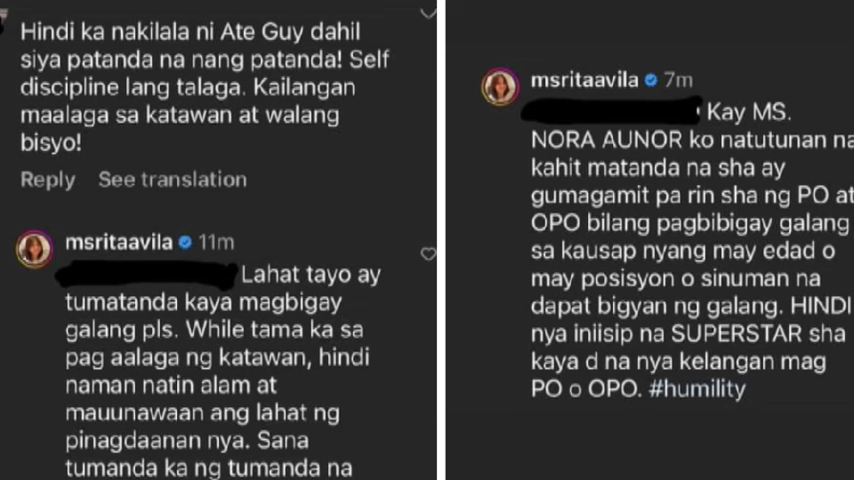 Hindi ka nakilala ni Ate Guy dahil
siya patanda na nang patanda! Self
discipline lang talaga. Kailangan
maalaga sa katawan at walang
bisyo!
Reply See translation
msritaavila 11m
Lahat tayo ay
tumatanda kaya magbigay
galang pls. While tama ka sa
pag aalaga ng katawan, hindi
naman natin alam at
mauunawaan ang lahat ng
pinagdaanan nya. Sana
tumanda ka ng tumanda na
msritaavila 7m
Kay MS.
NORA AUNOR ko natutunan na
kahit matanda na sha ay
gumagamit pa rin sha ng PO at
OPO bilang pagbibigay galang
sa kausap nyang may edad o
may posisyon o sinuman na
dapat bigyan ng galang. HINDI
nya iniisip na SUPERSTAR sha
kaya d na nya kelangan mag
PO o OPO. #humility